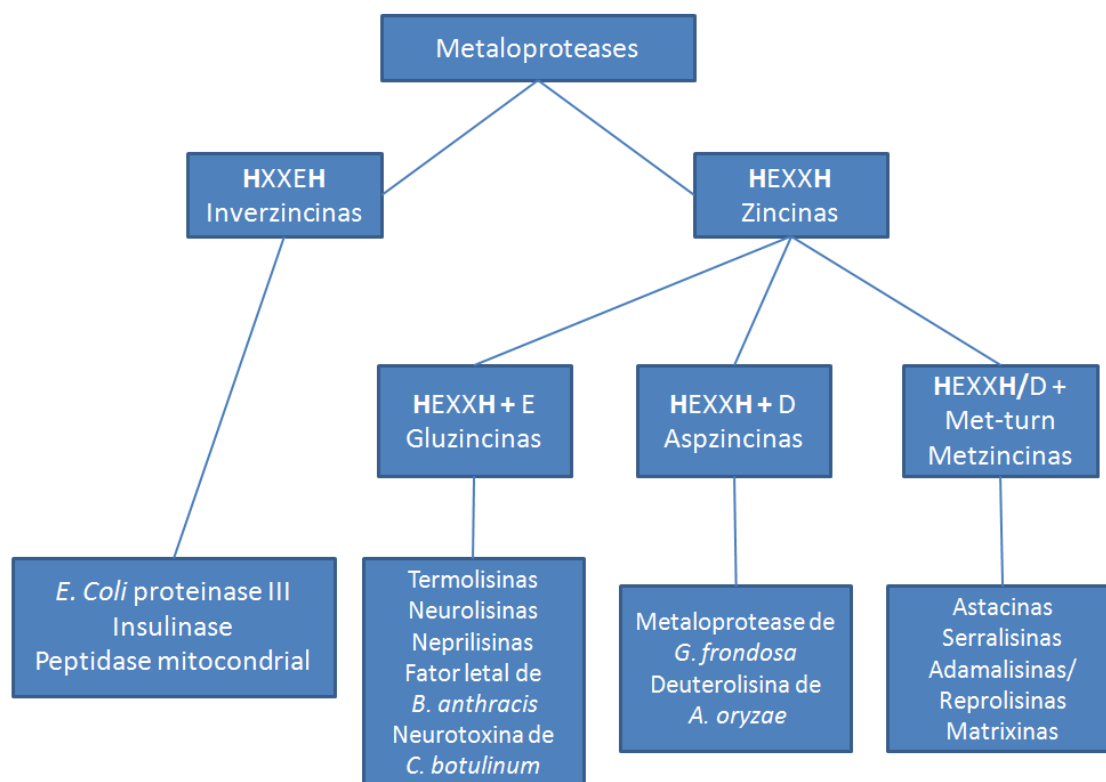 Metaloproteases
HXXEH
Inverzincinas
HEXXH
Zincinas
HEXXH + E
Gluzincinas
HEXXH + D
Aspzincinas
HEXXH/D +
Met-turn
Metzincinas
E. Coli proteinase III
Insulinase
Peptidase mitocondrial
Termolisinas
Neurolisinas
Neprilisinas
Fator letal de
B. anthracis
Neurotoxina de
C. botulinum
Metaloprotease de
G. frondosa
Deuterolisina de
A. oryzae
Astacinas
Serralisinas
Adamalisinas/
Reprolisinas
Matrixinas